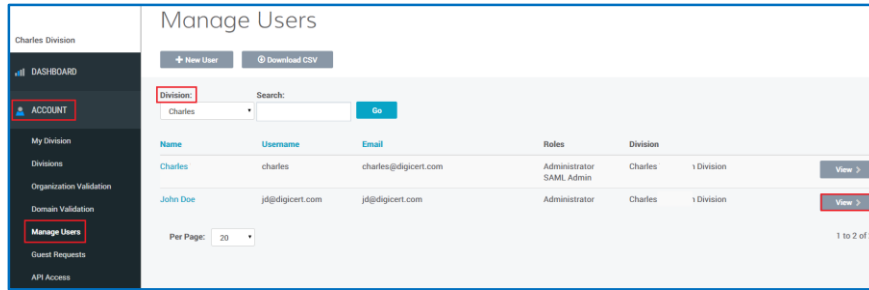 Manage Users
Charles Division
+ New User
Download CSV
DASHBOARD
Division:
Search:
Charles
Go
ACCOUNT
My Division
Divisions
Organization Validation
Domain Validation
Manage Users
Guest Requests
API Access
Name Username Email Roles Division
Charles charles charles@digicert.com Administrator Charles Division View >
SAML Admin
John Doe jd@digicert.com jd@digicert.com Administrator Charles Division View >
Per Page: 20
1 to 2 of